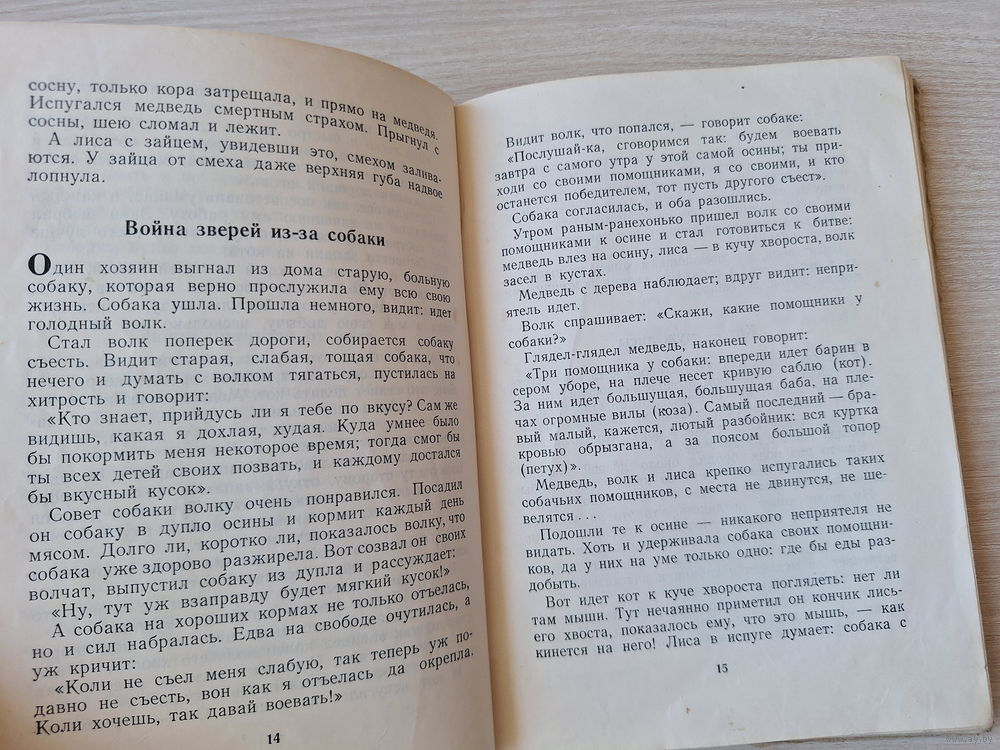 сосну, только кора затрещала, и прямо на медведя.
Испугался медведь смертным страхом. Прыгнул с
сосны, шею сломал и лежит.
А лиса с зайцем, увидевши это, смехом залива-
ются. У зайца от смеха даже верхняя губа надвое
лопнула.
Война зверей из-за собаки
Один хозяин выгнал из дома старую, больную
собаку, которая верно прослужила ему всю свою
жизнь. Собака ушла. Прошла немного, видит: идет
голодный волк.
Стал волк поперек дороги, собирается собаку
съесть. Видит старая, слабая, тощая собака, что
нечего и думать с волком тягаться, пустилась на
хитрость и говорит:
«Кто знает, прийдусь ли я тебе по вкусу? Сам же
видишь, какая я дохлая, худая. Куда умнее было
бы покормить меня некоторое время; тогда смог бы
ты всех детей своих позвать, и каждому достался
бы вкусный кусок».
Совет собаки волку очень понравился. Посадил
он собаку в дупло осины и кормит каждый день
мясом. Долго ли, коротко ли, показалось волку, что
собака уже здорово разжирела. Вот созвал он своих
волчат, выпустил собаку из дупла и рассуждает:
«Ну, тут уж взаправду будет мягкий кусок!»
А собака на хороших кормах не только отъелась,
но и сил набралась. Едва на свободе очутилась, а
уж кричит:
«Коли не съел меня слабую, так теперь уж по-
давно не съесть, вон как я отъелась да окрепла.
Коли хочешь, так давай воевать!»
14
Видит волк, что попался, — говорит собаке:
«Послушай-ка, сговоримся так: будем воевать
завтра с самого утра у этой самой осины; ты при-
ходи со своими помощниками, я со своими, и кто
останется победителем, тот пусть другого съест».
Собака согласилась, и оба разошлись.
Утром раным-ранехонько пришел волк со своими
помощниками к осине и стал готовиться к битве:
медведь влез на осину, лиса — в кучу хвороста, волк
засел в кустах.
Медведь с дерева наблюдает; вдруг видит: непри-
ятель идет.
Волк спрашивает: «Скажи, какие помощники у
собаки?»
Глядел-глядел медведь, наконец говорит:
«Три помощника у собаки: впереди идет барин в
сером уборе, на плече несет кривую саблю (кот).
За ним идет большущая, большущая баба, на пле-
чах огромные вилы (коза). Самый последний — бра-
вый малый, кажется, лютый разбойник: вся куртка
кровью обрызгана, а за поясом большой топор
(петух)».
Медведь, волк и лиса крепко испугались таких
собачьих помощников, с места не двинутся, не ше-
велятся . . .
Подошли те к осине — никакого неприятеля не
видать. Хоть и удерживала собака своих помощни-
ков, да у них на уме только одно: где бы еды раз-
добыть.
Вот идет кот к куче хвороста поглядеть: нет ли
там мыши. Тут нечаянно приметил он кончик лись-
его хвоста, показалось ему, что это мышь, — как
кинется на него! Лиса в испуге думает: собака с
15